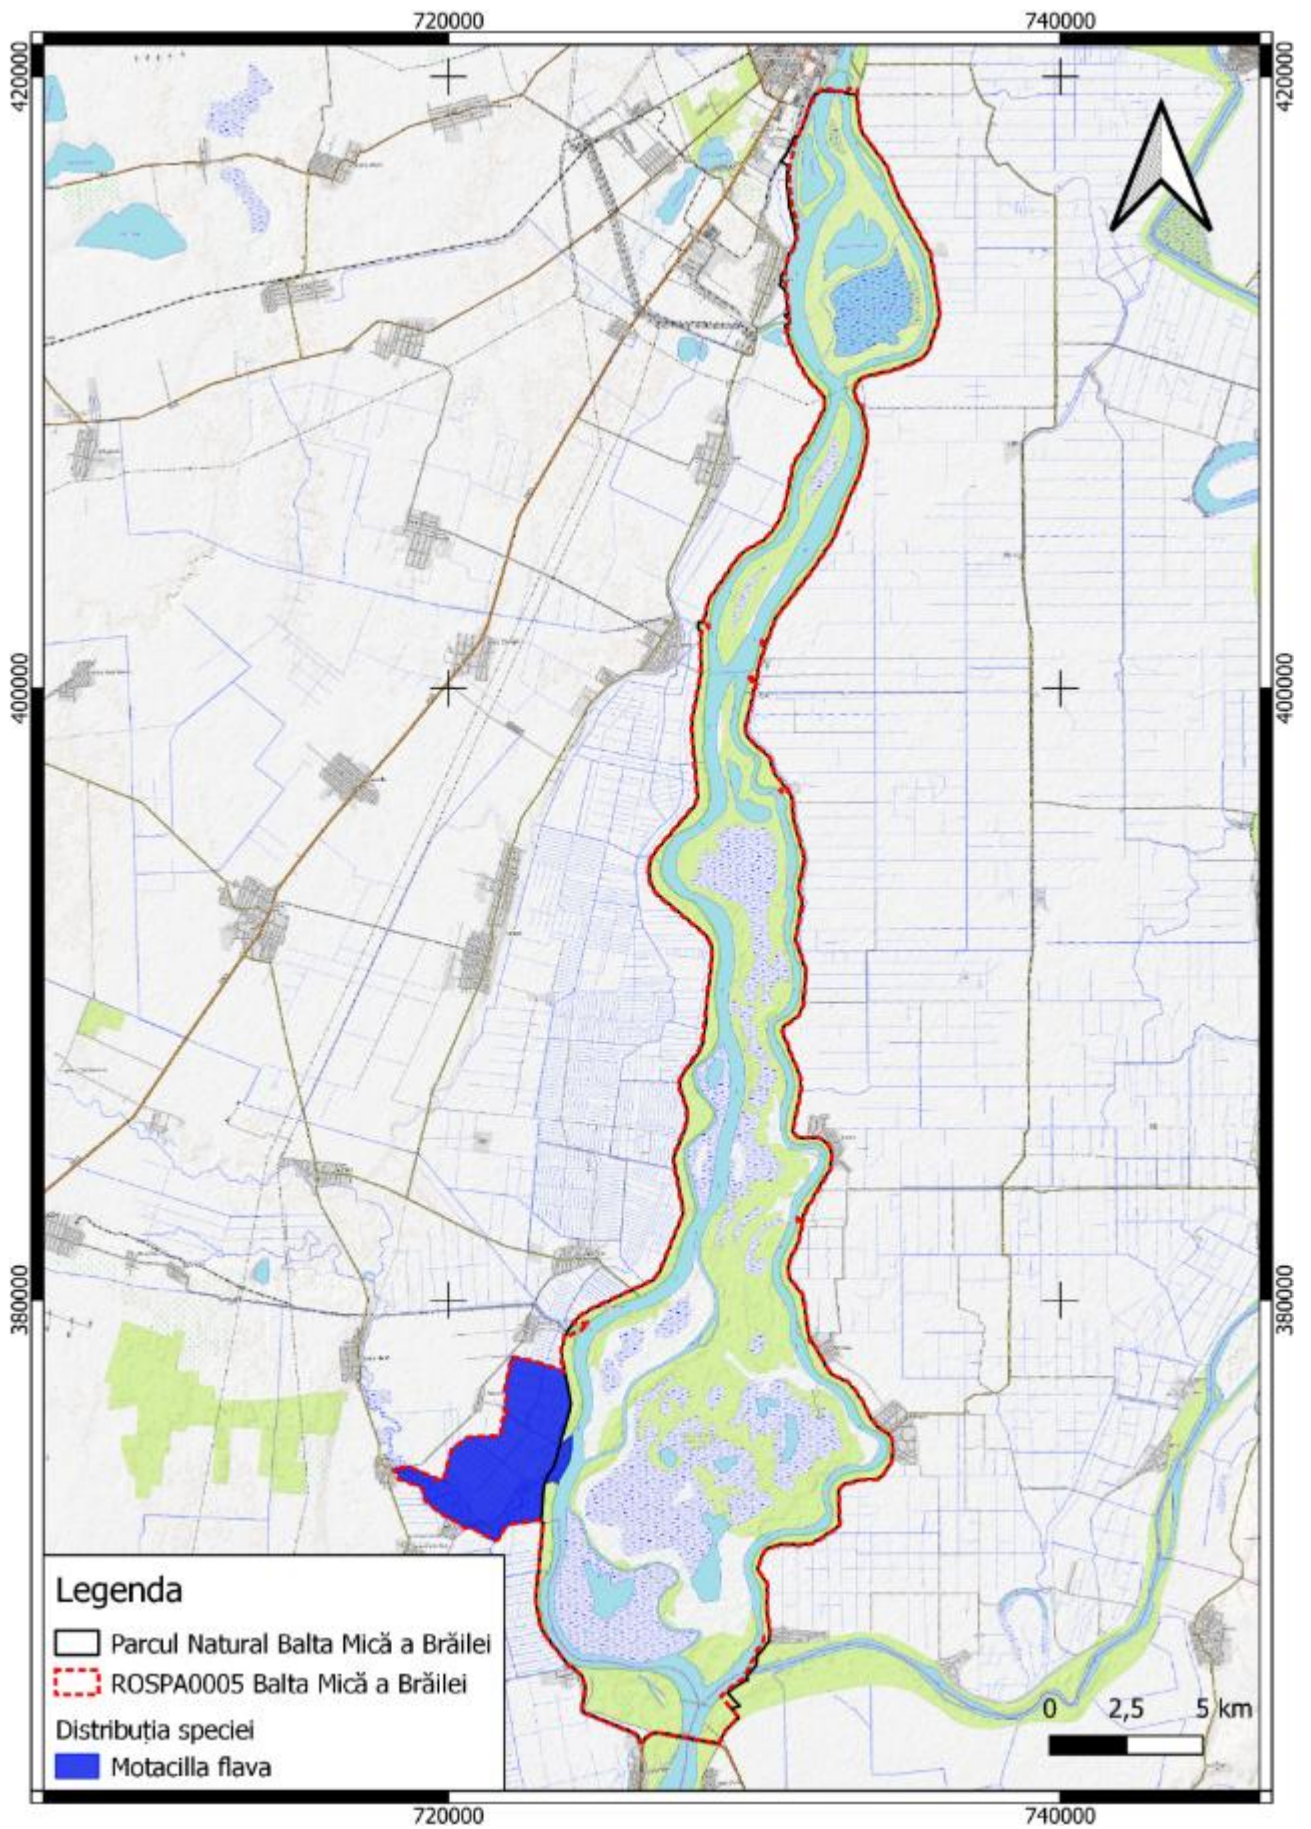 720000 740000
420000 420000
400000 400000
380000 380000
Legenda
Parcul Natural Balta Mică a Brăilei
ROSPA0005 Balta Mică a Brăilei
Distribuția speciei
Motacilla flava
0 2,5 5 km
720000 740000